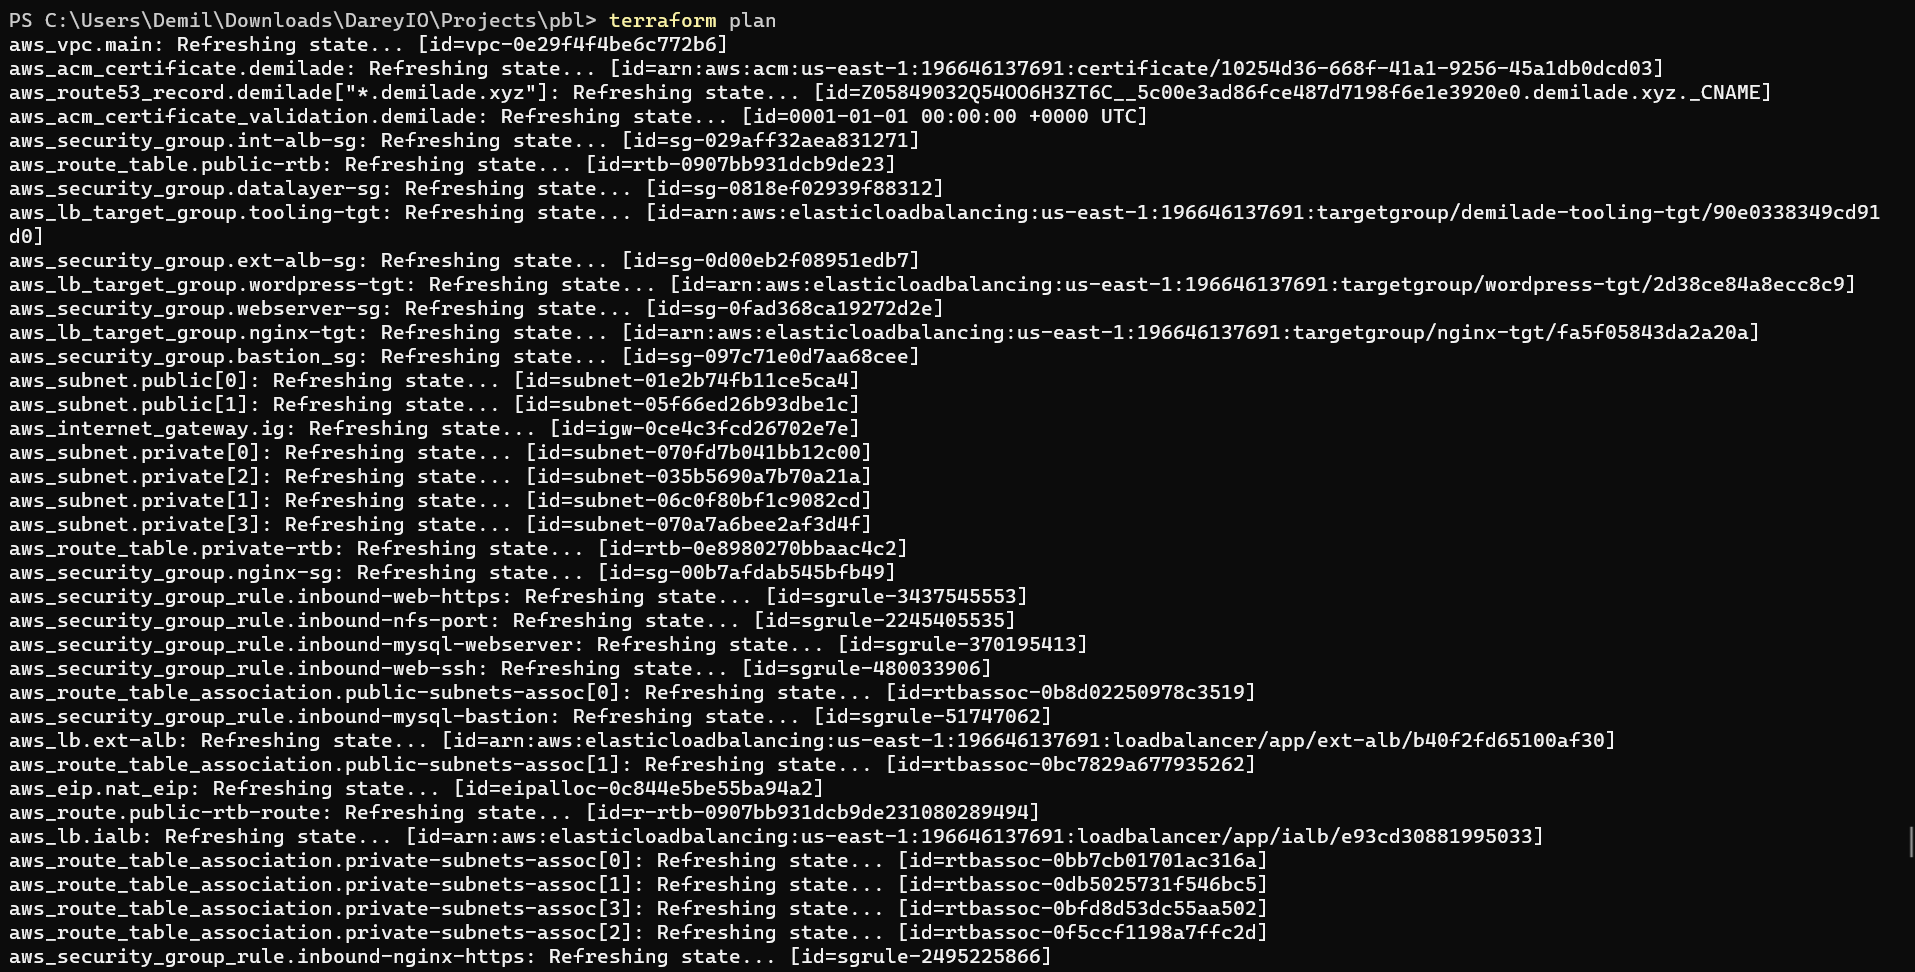 PS C:\Users\Demil\Downloads\DareyIO\Projects\pbl> terraform plan
aws_vpc.main: Refreshing state... [id=vpc-0e29f4f4be6c772b6]
aws_acm_certificate.demilade: Refreshing state... [id=arn:aws:acm:us-east-1:196646137691:certificate/10254d36-668f-41a1-9256-45a1db0dcd03]
aws_route53_record.demilade["*.demilade.xyz"]: Refreshing state... [id=Z05849032Q54OO6H3ZT6C__5c00e3ad86fce487d7198f6e1e3920e0.demilade.xyz._CNAME]
aws_acm_certificate_validation.demilade: Refreshing state... [id=0001-01-01 00:00:00 +0000 UTC]
aws_security_group.int-alb-sg: Refreshing state... [id=sg-029aff32aea831271]
aws_route_table.public-rtb: Refreshing state... [id=rtb-0907bb931dcb9de23]
aws_security_group.datalayer-sg: Refreshing state... [id=sg-0818ef02939f88312]
aws_lb_target_group.tooling-tgt: Refreshing state... [id=arn:aws:elasticloadbalancing:us-east-1:196646137691:targetgroup/demilade-tooling-tgt/90e0338349cd91
d0]
aws_security_group.ext-alb-sg: Refreshing state... [id=sg-0d00eb2f08951edb7]
aws_lb_target_group.wordpress-tgt: Refreshing state... [id=arn:aws:elasticloadbalancing:us-east-1:196646137691:targetgroup/wordpress-tgt/2d38ce84a8ecc8c9]
aws_security_group.webserver-sg: Refreshing state... [id=sg-0fad368ca19272d2e]
aws_lb_target_group.nginx-tgt: Refreshing state... [id=arn:aws:elasticloadbalancing:us-east-1:196646137691:targetgroup/nginx-tgt/fa5f05843da2a20a]
aws_security_group.bastion_sg: Refreshing state... [id=sg-097c71e0d7aa68cee]
aws_subnet.public[0]: Refreshing state... [id=subnet-01e2b74fb11ce5ca4]
aws_subnet.public[1]: Refreshing state... [id=subnet-05f66ed26b93dbe1c]
aws_internet_gateway.ig: Refreshing state... [id=igw-0ce4c3fcd26702e7e]
aws_subnet.private[0]: Refreshing state... [id=subnet-070fd7b041bb12c00]
aws_subnet.private[2]: Refreshing state... [id=subnet-035b5690a7b70a21a]
aws_subnet.private[1]: Refreshing state... [id=subnet-06c0f80bf1c9082cd]
aws_subnet.private[3]: Refreshing state... [id=subnet-070a7a6bee2af3d4f]
aws_route_table.private-rtb: Refreshing state... [id=rtb-0e8980270bbaac4c2]
aws_security_group.nginx-sg: Refreshing state... [id=sg-00b7afdab545bfb49]
aws_security_group_rule.inbound-web-https: Refreshing state... [id=sgrule-3437545553]
aws_security_group_rule.inbound-nfs-port: Refreshing state... [id=sgrule-2245405535]
aws_security_group_rule.inbound-mysql-webserver: Refreshing state... [id=sgrule-370195413]
aws_security_group_rule.inbound-web-ssh: Refreshing state... [id=sgrule-480033906]
aws_route_table_association.public-subnets-assoc[0]: Refreshing state... [id=rtbassoc-0b8d02250978c3519]
aws_security_group_rule.inbound-mysql-bastion: Refreshing state... [id=sgrule-51747062]
aws_lb.ext-alb: Refreshing state... [id=arn:aws:elasticloadbalancing:us-east-1:196646137691:loadbalancer/app/ext-alb/b40f2fd65100af30]
aws_route_table_association.public-subnets-assoc[1]: Refreshing state... [id=rtbassoc-0bc7829a677935262]
aws_eip.nat_eip: Refreshing state... [id=eipalloc-0c844e5be55ba94a2]
aws_route.public-rtb-route: Refreshing state... [id=r-rtb-0907bb931dcb9de231080289494]
aws_lb.ialb: Refreshing state... [id=arn:aws:elasticloadbalancing:us-east-1:196646137691:loadbalancer/app/ialb/e93cd30881995033]
aws_route_table_association.private-subnets-assoc[0]: Refreshing state... [id=rtbassoc-0bb7cb01701ac316a]
aws_route_table_association.private-subnets-assoc[1]: Refreshing state... [id=rtbassoc-0db5025731f546bc5]
aws_route_table_association.private-subnets-assoc[3]: Refreshing state... [id=rtbassoc-0bfd8d53dc55aa502]
aws_route_table_association.private-subnets-assoc[2]: Refreshing state... [id=rtbassoc-0f5ccf1198a7ffc2d]
aws_security_group_rule.inbound-nginx-https: Refreshing state... [id=sgrule-2495225866]